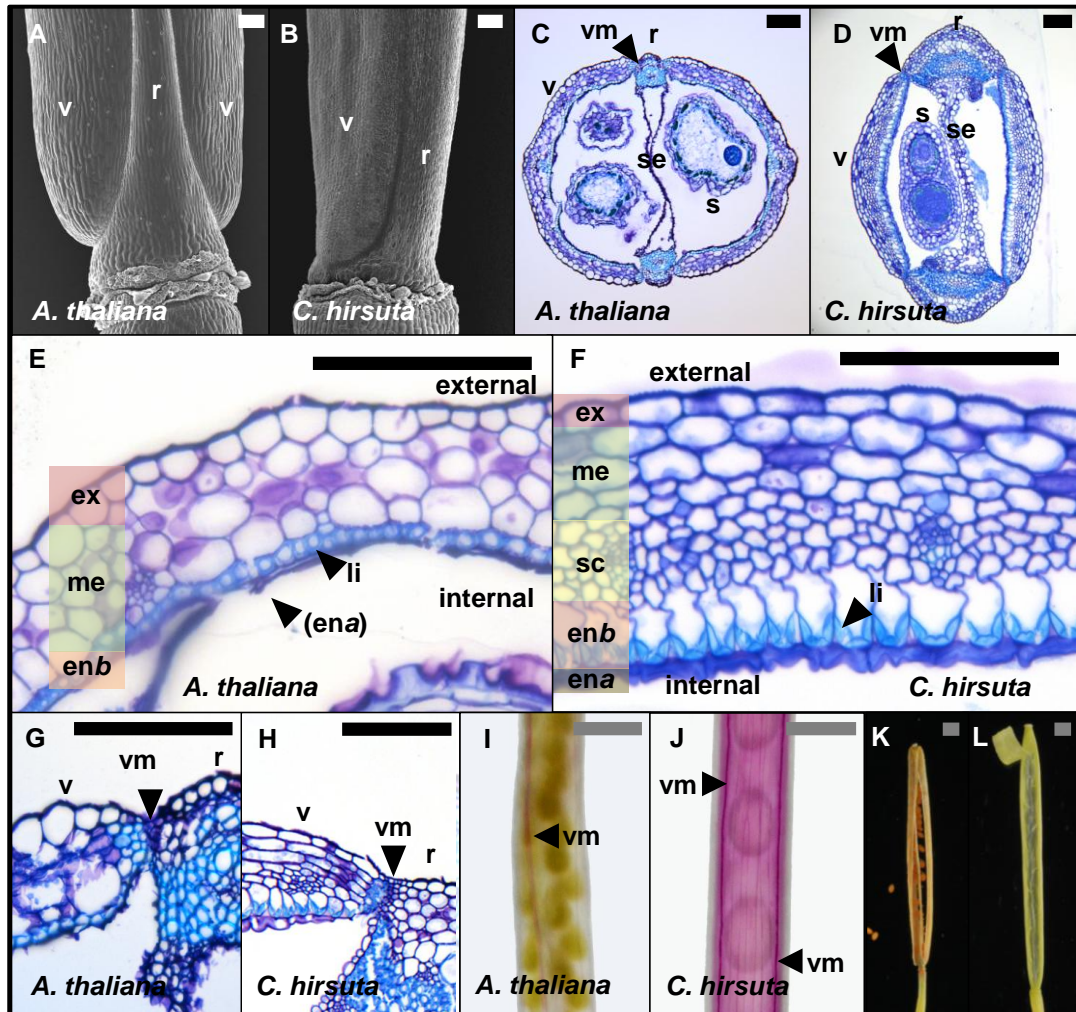 A
v
r
v
A. thaliana
B
v
r
C. hirsuta
C
vm
r
v
se
s
A. thaliana
D
vm
r
s
se
v
C. hirsuta
E
external
ex
me
li
(ena)
internal
enb
A. thaliana
F
external
ex
me
sc
li
enb
ena
internal
C. hirsuta
G
vm
r
v
A. thaliana
H
v
vm
r
C. hirsuta
I
vm
A. thaliana
J
vm
vm
C. hirsuta
K
L